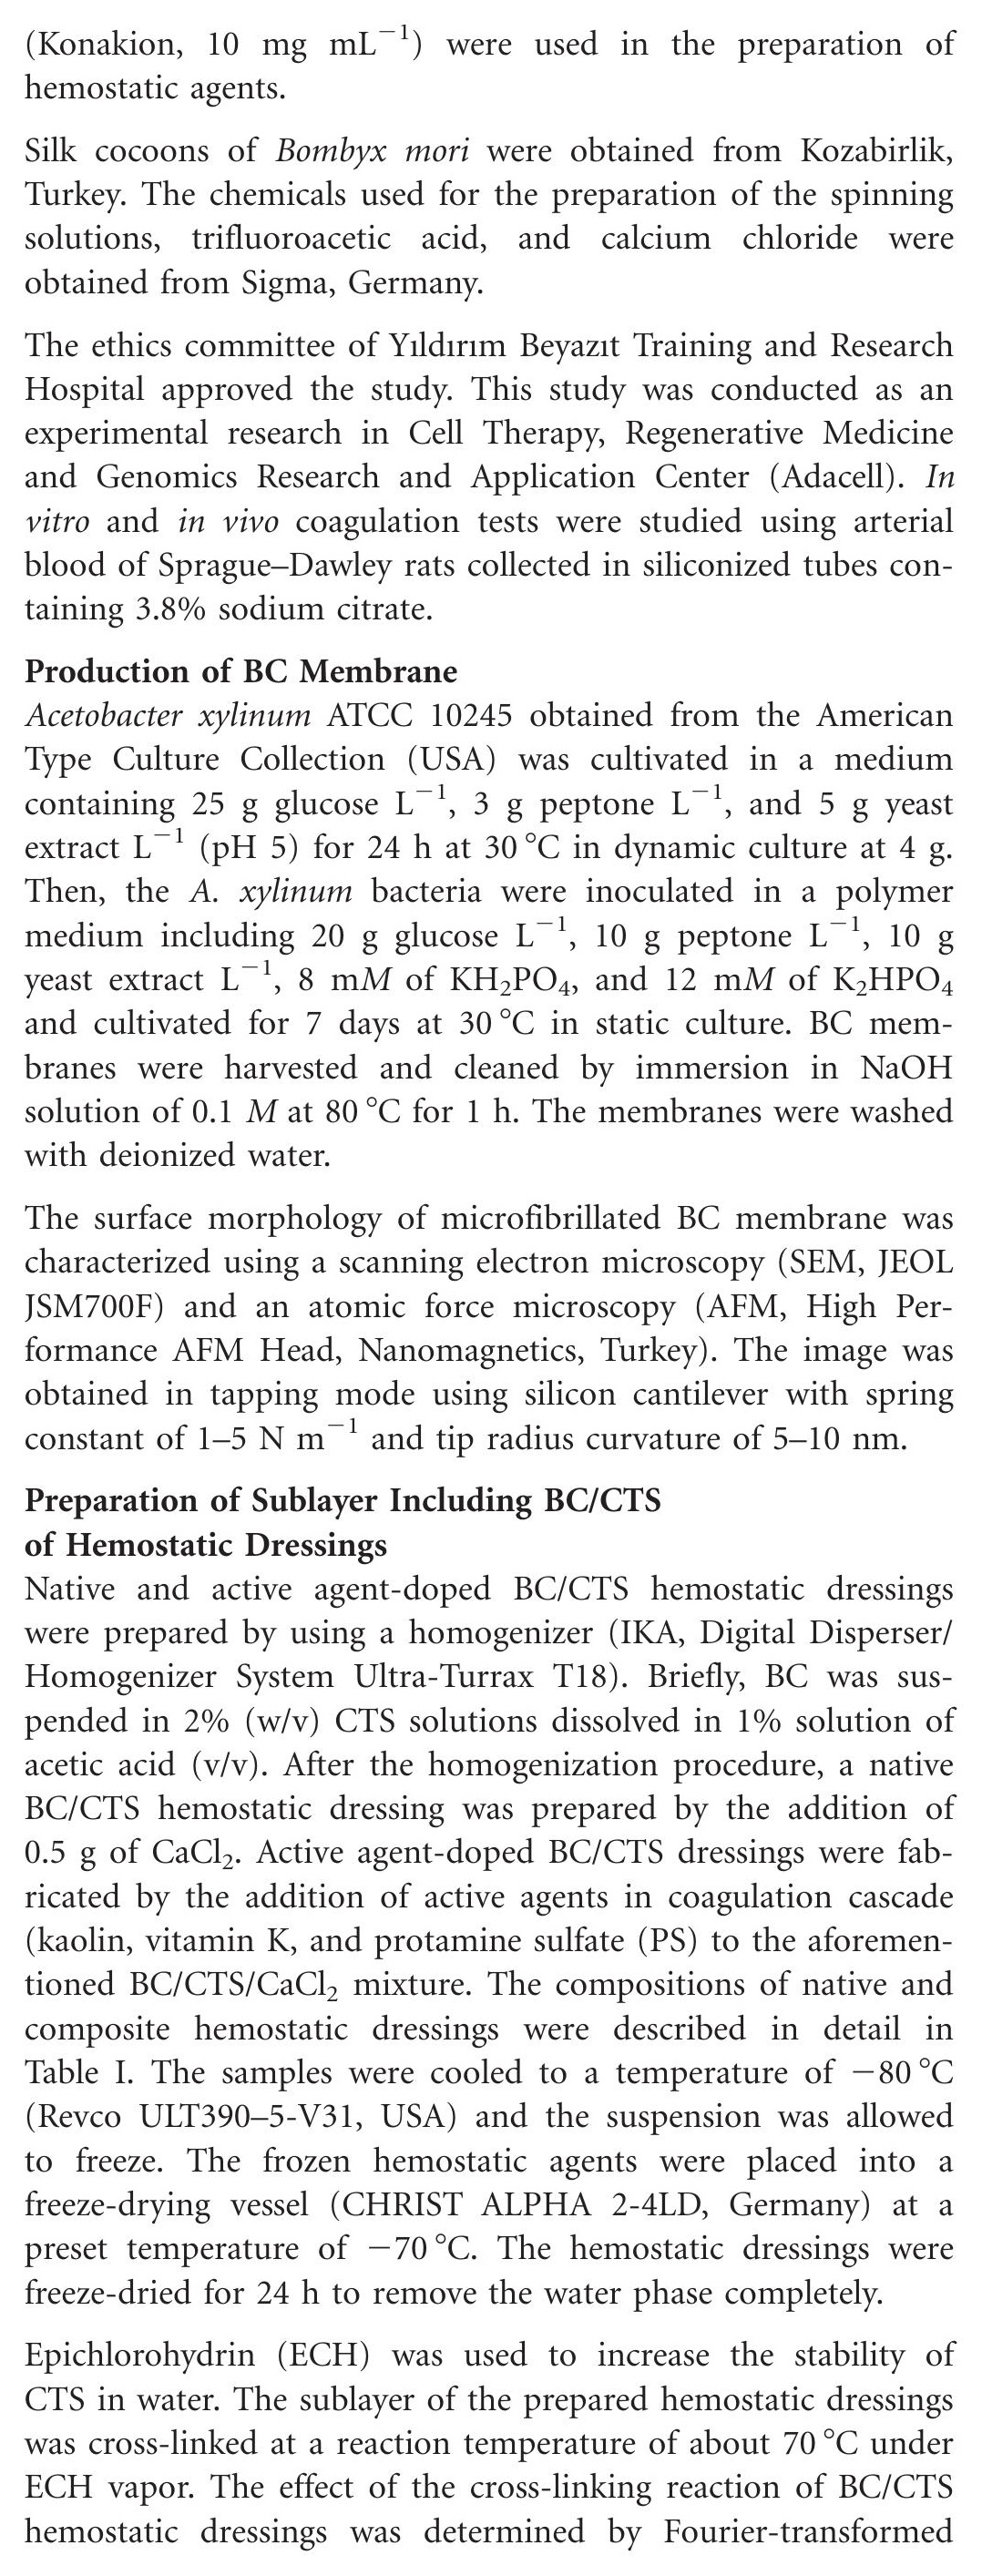 (Konakion, 10 mg mL⁻¹) were used in the preparation of
hemostatic agents.
Silk cocoons of Bombyx mori were obtained from Kozabirlik,
Turkey. The chemicals used for the preparation of the spinning
solutions, trifluoroacetic acid, and calcium chloride were
obtained from Sigma, Germany.
The ethics committee of Yıldırım Beyazıt Training and Research
Hospital approved the study. This study was conducted as an
experimental research in Cell Therapy, Regenerative Medicine
and Genomics Research and Application Center (Adacell). In
vitro and in vivo coagulation tests were studied using arterial
blood of Sprague–Dawley rats collected in siliconized tubes con-
taining 3.8% sodium citrate.
Production of BC Membrane
Acetobacter xylinum ATCC 10245 obtained from the American
Type Culture Collection (USA) was cultivated in a medium
containing 25 g glucose L⁻¹, 3 g peptone L⁻¹, and 5 g yeast
extract L⁻¹ (pH 5) for 24 h at 30 °C in dynamic culture at 4 g.
Then, the A. xylinum bacteria were inoculated in a polymer
medium including 20 g glucose L⁻¹, 10 g peptone L⁻¹, 10 g
yeast extract L⁻¹, 8 mM of KH₂PO₄, and 12 mM of K₂HPO₄
and cultivated for 7 days at 30 °C in static culture. BC mem-
branes were harvested and cleaned by immersion in NaOH
solution of 0.1 M at 80 °C for 1 h. The membranes were washed
with deionized water.
The surface morphology of microfibrillated BC membrane was
characterized using a scanning electron microscopy (SEM, JEOL
JSM700F) and an atomic force microscopy (AFM, High Per-
formance AFM Head, Nanomagnetics, Turkey). The image was
obtained in tapping mode using silicon cantilever with spring
constant of 1–5 N m⁻¹ and tip radius curvature of 5–10 nm.
Preparation of Sublayer Including BC/CTS
of Hemostatic Dressings
Native and active agent-doped BC/CTS hemostatic dressings
were prepared by using a homogenizer (IKA, Digital Disperser/
Homogenizer System Ultra-Turrax T18). Briefly, BC was sus-
pended in 2% (w/v) CTS solutions dissolved in 1% solution of
acetic acid (v/v). After the homogenization procedure, a native
BC/CTS hemostatic dressing was prepared by the addition of
0.5 g of CaCl₂. Active agent-doped BC/CTS dressings were fab-
ricated by the addition of active agents in coagulation cascade
(kaolin, vitamin K, and protamine sulfate (PS) to the aforemen-
tioned BC/CTS/CaCl₂ mixture. The compositions of native and
composite hemostatic dressings were described in detail in
Table I. The samples were cooled to a temperature of −80 °C
(Revco ULT390–5-V31, USA) and the suspension was allowed
to freeze. The frozen hemostatic agents were placed into a
freeze-drying vessel (CHRIST ALPHA 2-4LD, Germany) at a
preset temperature of −70 °C. The hemostatic dressings were
freeze-dried for 24 h to remove the water phase completely.
Epichlorohydrin (ECH) was used to increase the stability of
CTS in water. The sublayer of the prepared hemostatic dressings
was cross-linked at a reaction temperature of about 70 °C under
ECH vapor. The effect of the cross-linking reaction of BC/CTS
hemostatic dressings was determined by Fourier-transformed